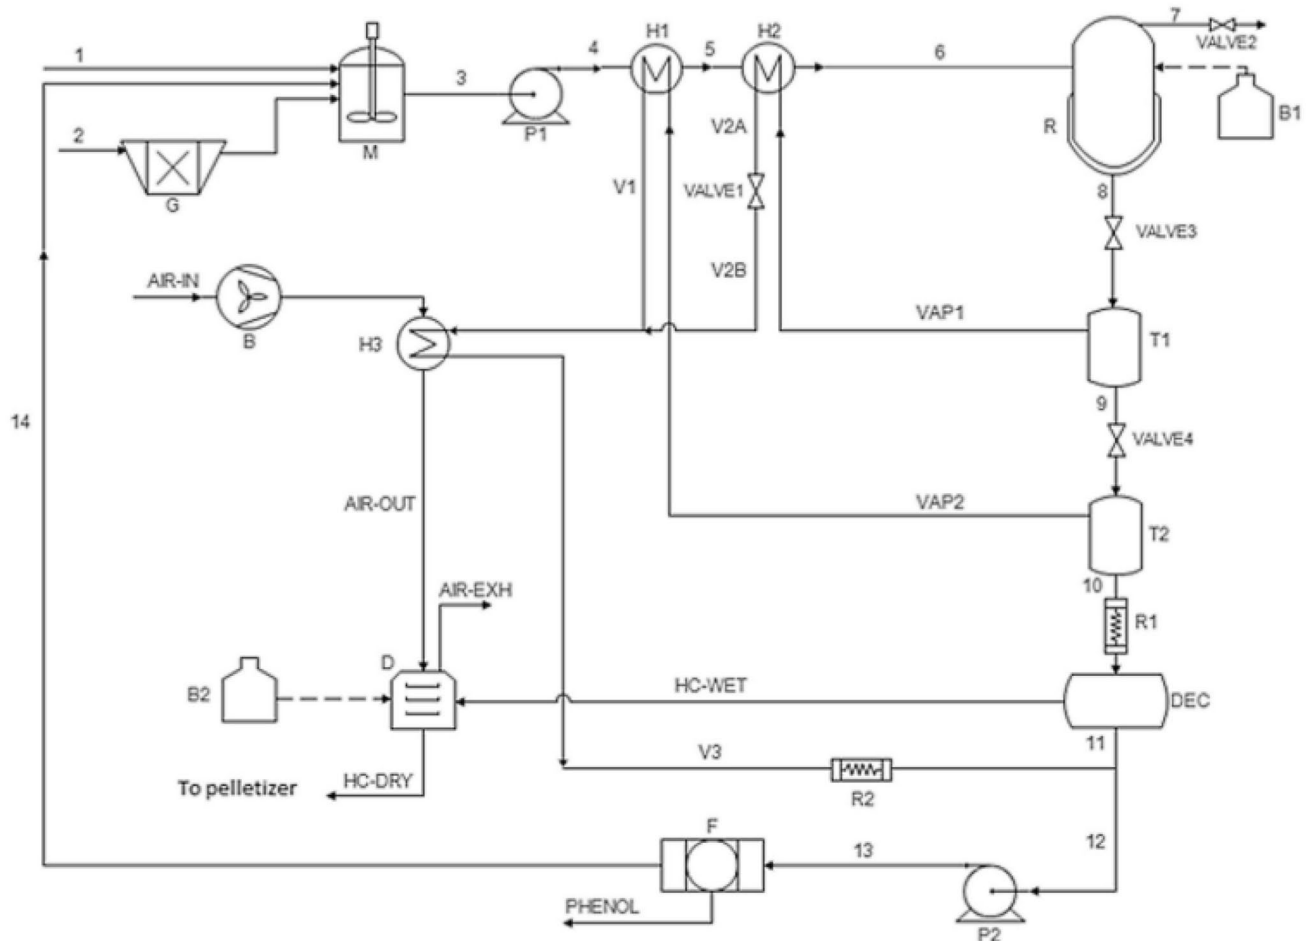 7
VALVE2
1
4
H1
5
H2
6
3
P1
M
2
G
V2A
R
B1
V1
VALVE1
8
VALVE3
AIR-IN
V2B
B
H3
VAP1
T1
9
14
VALVE4
AIR-OUT
VAP2
T2
10
AIR-EXH
R1
D
B2
HC-WET
DEC
11
V3
To pelletizer
HC-DRY
R2
F
13
12
PHENOL
P2